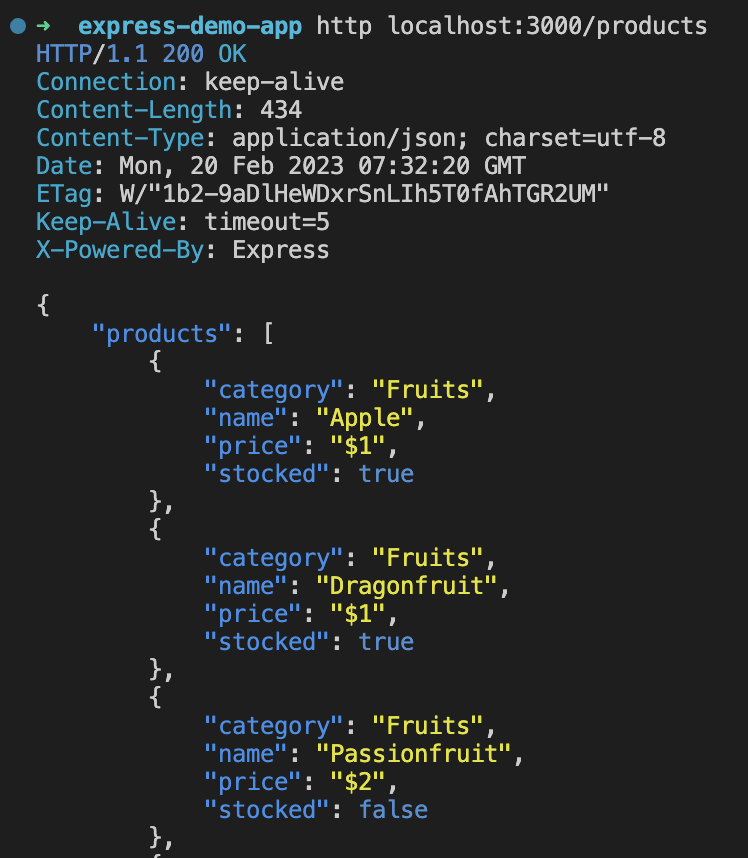 ➜ express-demo-app http localhost:3000/products
HTTP/1.1 200 OK
Connection: keep-alive
Content-Length: 434
Content-Type: application/json; charset=utf-8
Date: Mon, 20 Feb 2023 07:32:20 GMT
ETag: W/"1b2-9aDlHeWDxrSnLIh5T0fAhTGR2UM"
Keep-Alive: timeout=5
X-Powered-By: Express
{
"products": [
{
"category": "Fruits",
"name": "Apple",
"price": "$1",
"stocked": true
},
{
"category": "Fruits",
"name": "Dragonfruit",
"price": "$1",
"stocked": true
},
{
"category": "Fruits",
"name": "Passionfruit",
"price": "$2",
"stocked": false
},
{